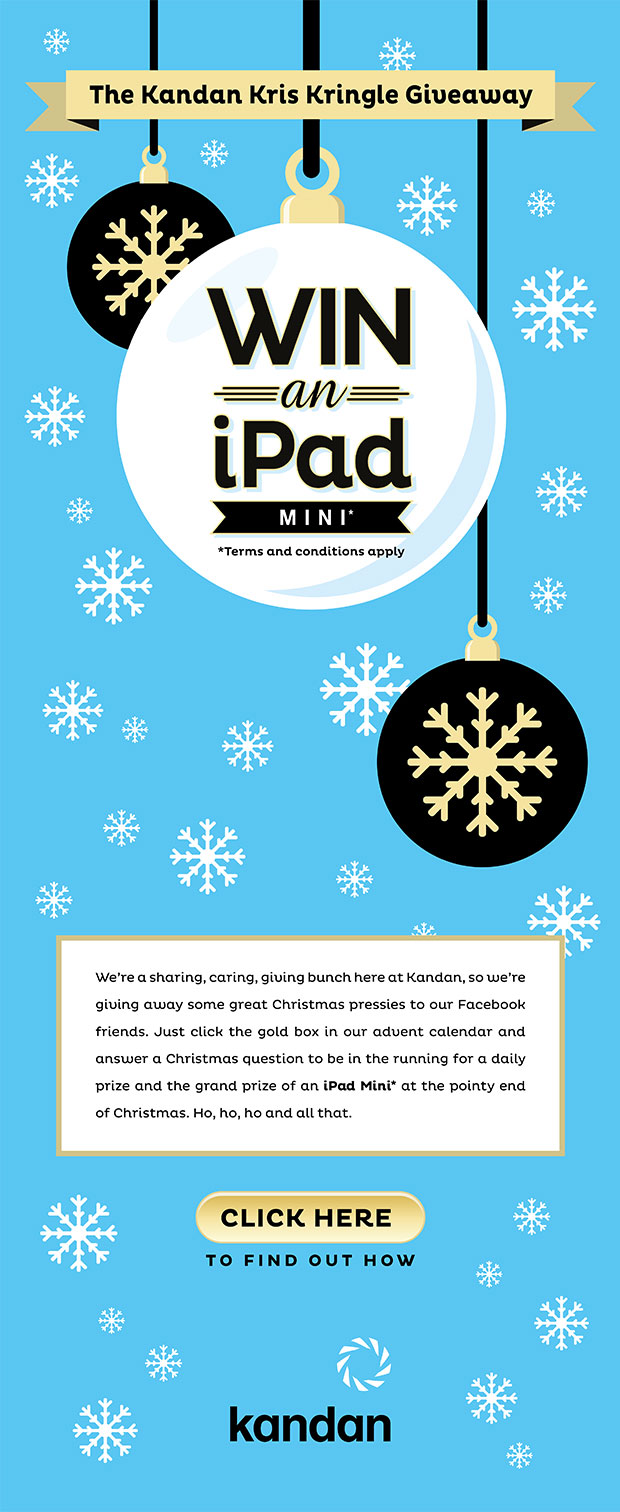 The Kandan Kris Kringle Giveaway
WIN
an
iPad
MINI*
*Terms and conditions apply
We're a sharing, caring, giving bunch here at Kandan, so we're
giving away some great Christmas pressies to our Facebook
friends. Just click the gold box in our advent calendar and
answer a Christmas question to be in the running for a daily
prize and the grand prize of an iPad Mini* at the pointy end
of Christmas. Ho, ho, ho and all that.
CLICK HERE
TO FIND OUT HOW
kandan